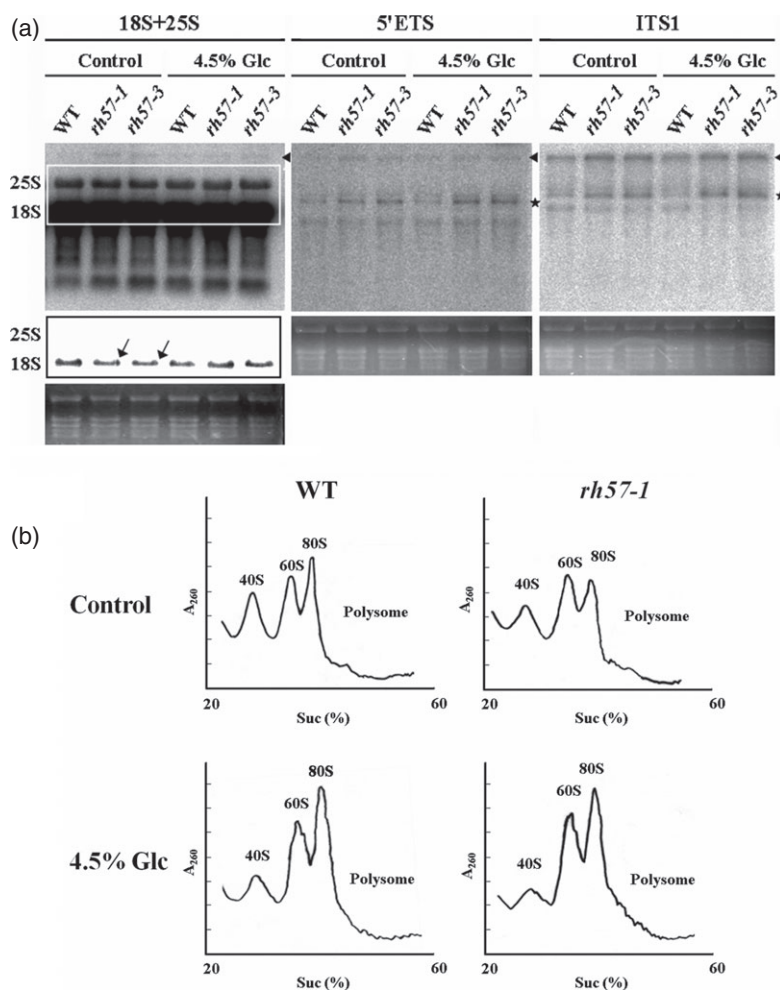 (a)
18S+25S 5'ETS ITS1
Control 4.5% Glc Control 4.5% Glc Control 4.5% Glc
WT rh57-1 rh57-3 WT rh57-1 rh57-3 WT rh57-1 rh57-3 WT rh57-1 rh57-3 WT rh57-1 rh57-3 WT rh57-1 rh57-3
25S
18S
25S
18S
(b)
WT rh57-1
Control
A260 40S 60S 80S Polysome
20 60
Suc (%)
A260 40S 60S 80S Polysome
20 60
Suc (%)
4.5% Glc
A260 40S 60S 80S Polysome
20 60
Suc (%)
A260 40S 60S 80S Polysome
20 60
Suc (%)